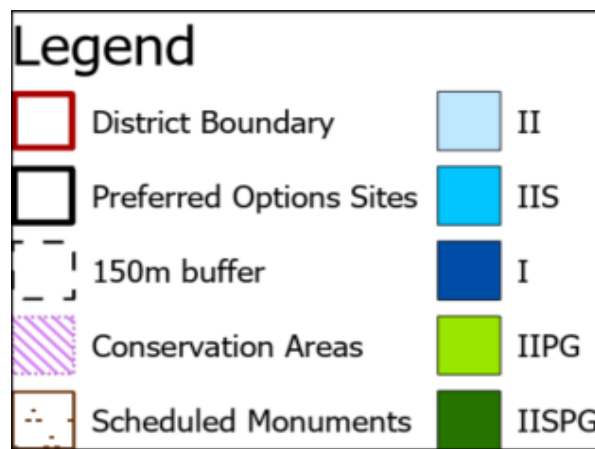 Legend
District Boundary
Preferred Options Sites
150m buffer
Conservation Areas
Scheduled Monuments
II
IIS
I
IIPG
IISPG